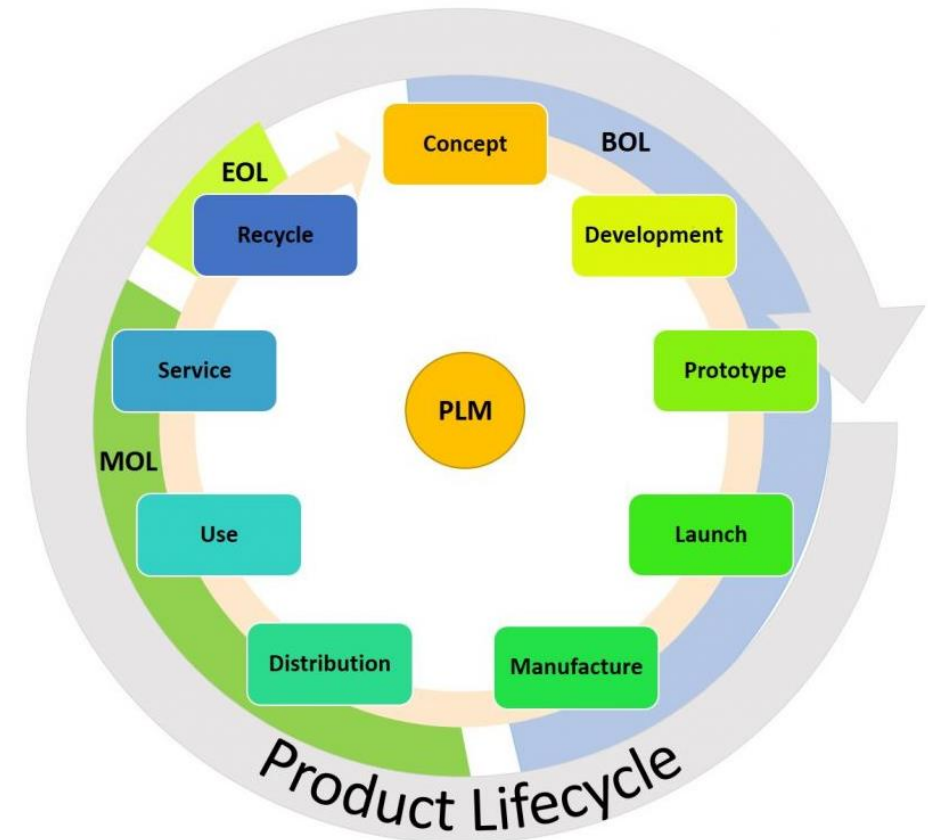 Concept
BOL
EOL
Recycle
Development
Service
Prototype
PLM
MOL
Use
Launch
Distribution
Manufacture
Product Lifecycle